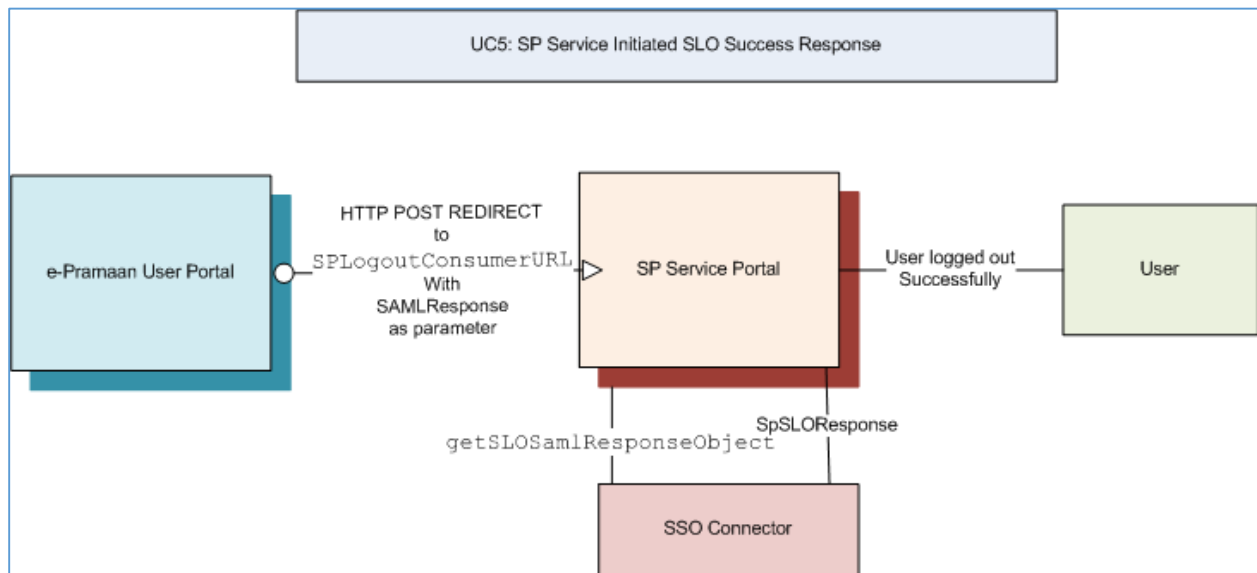 UC5: SP Service Initiated SLO Success Response
e-Pramaan User Portal
HTTP POST REDIRECT
to
SPLogoutConsumerURL
With
SAMLResponse
as parameter
SP Service Portal
User logged out
Successfully
User
getSLOSamlResponseObject
SpSLOResponse
SSO Connector